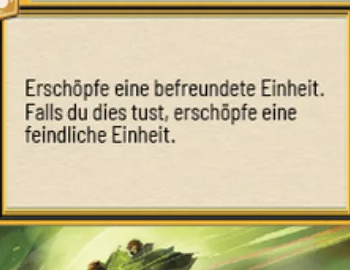 Erschöpfe eine befreundete Einheit.
Falls du dies tust, erschöpfe eine
feindliche Einheit.